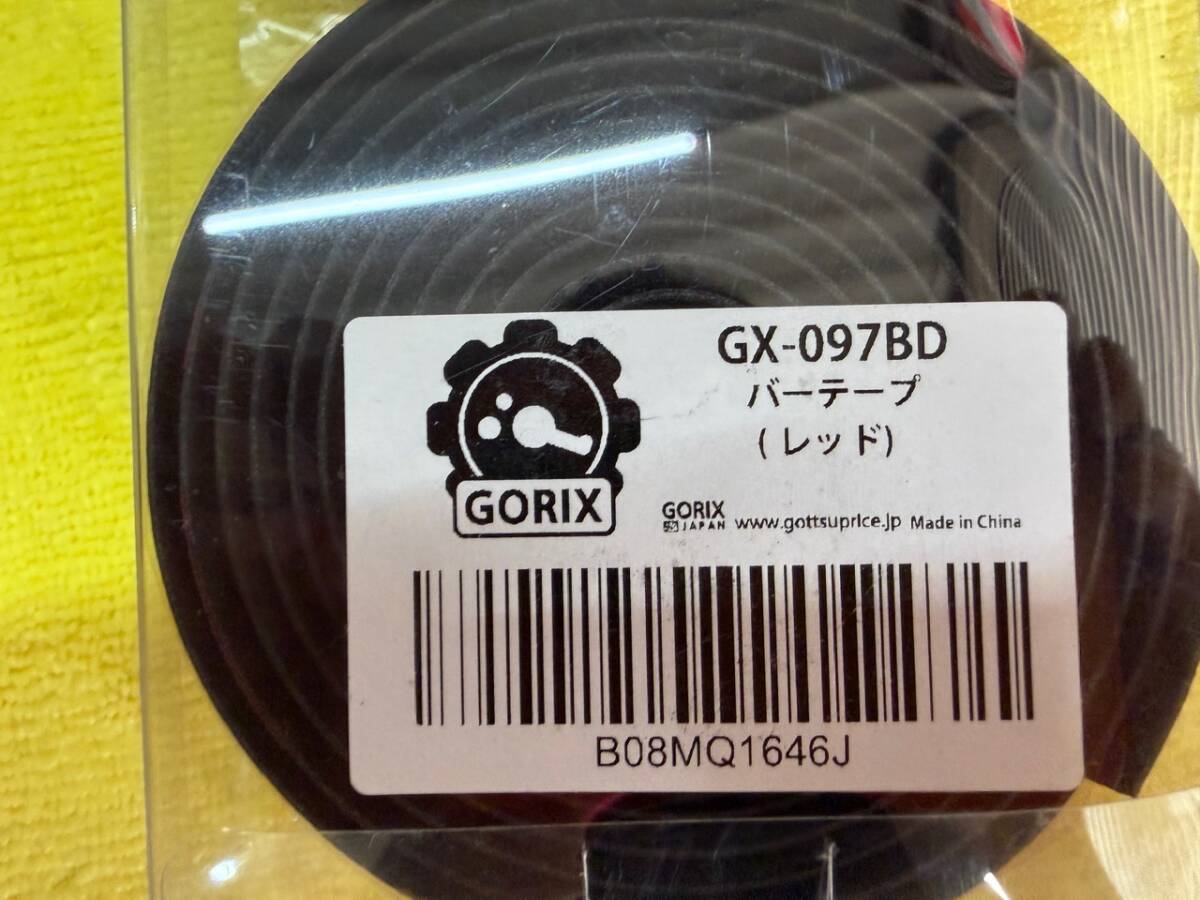 GX-097BD
バーテープ
(レッド)
GORIX
GORIX
JAPAN
www.gottsuprice.jp Made in China
B08MQ1646J